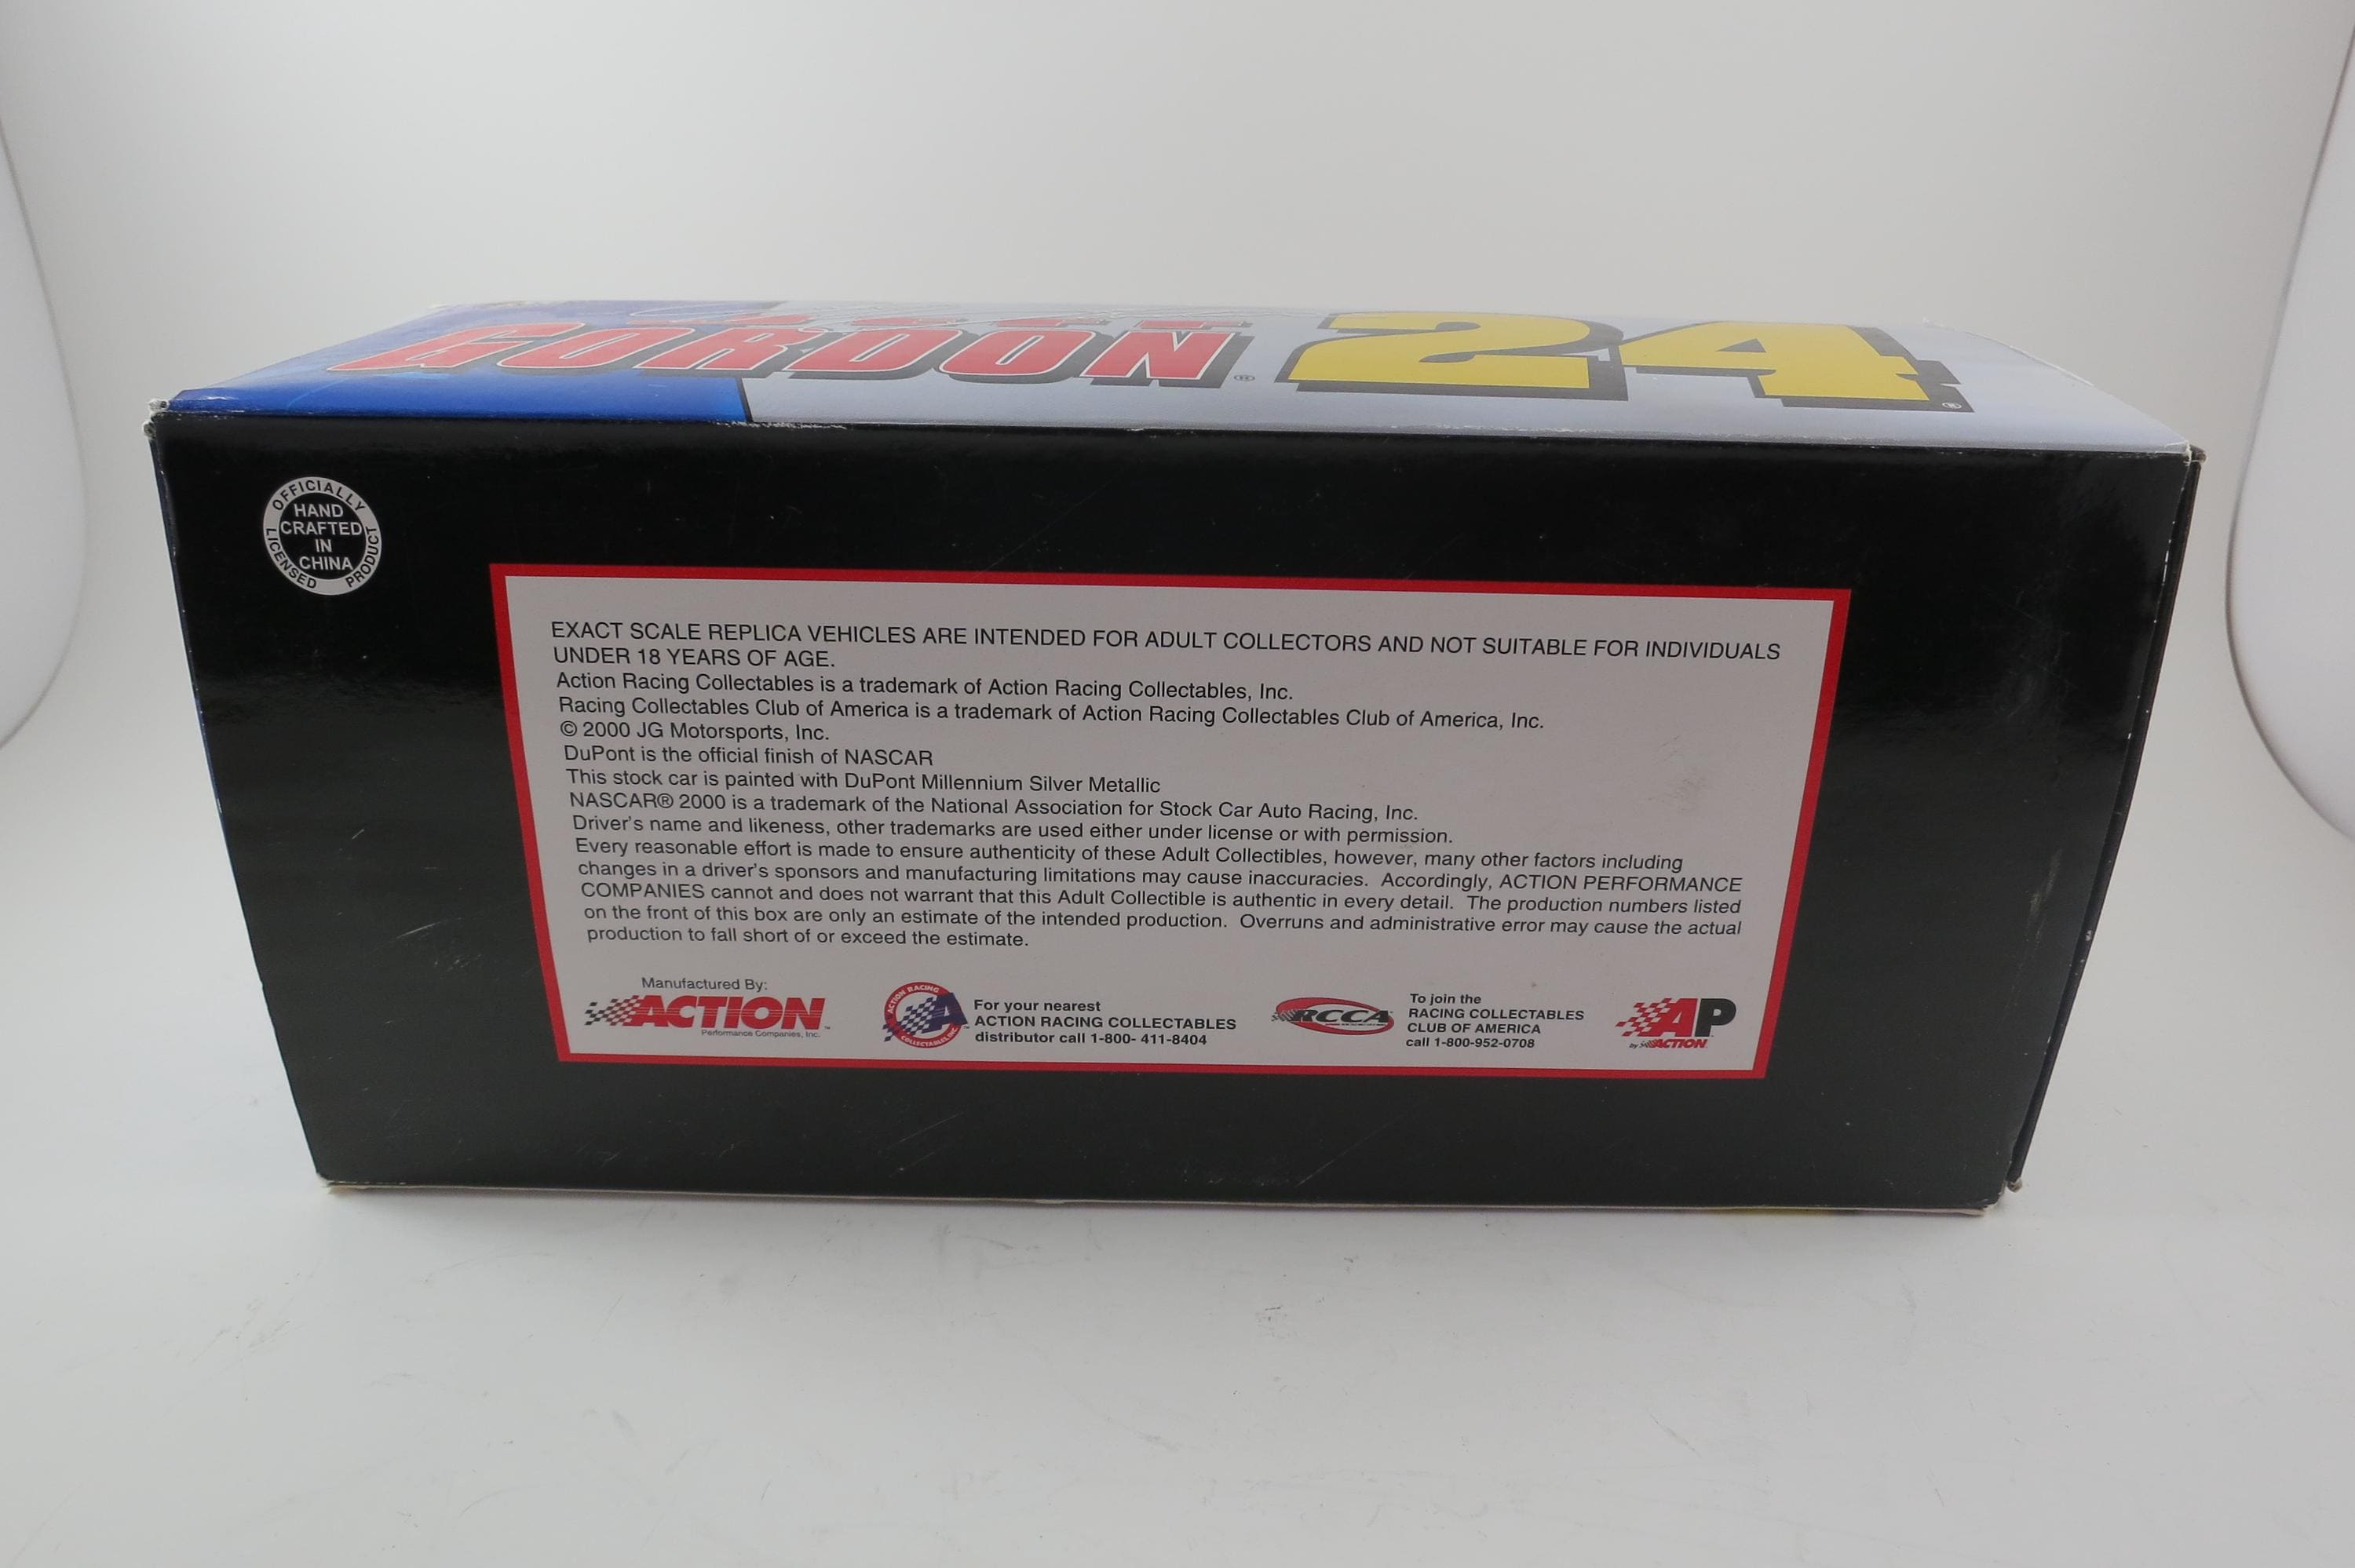 GORDON ® 24 ®
OFFICIALLY LICENSED PRODUCT
HAND
CRAFTED
IN
CHINA
EXACT SCALE REPLICA VEHICLES ARE INTENDED FOR ADULT COLLECTORS AND NOT SUITABLE FOR INDIVIDUALS
UNDER 18 YEARS OF AGE.
Action Racing Collectables is a trademark of Action Racing Collectables, Inc.
Racing Collectables Club of America is a trademark of Action Racing Collectables Club of America, Inc.
© 2000 JG Motorsports, Inc.
DuPont is the official finish of NASCAR
This stock car is painted with DuPont Millennium Silver Metallic
NASCAR® 2000 is a trademark of the National Association for Stock Car Auto Racing, Inc.
Driver's name and likeness, other trademarks are used either under license or with permission.
Every reasonable effort is made to ensure authenticity of these Adult Collectibles, however, many other factors including
changes in a driver's sponsors and manufacturing limitations may cause inaccuracies. Accordingly, ACTION PERFORMANCE
COMPANIES cannot and does not warrant that this Adult Collectible is authentic in every detail. The production numbers listed
on the front of this box are only an estimate of the intended production. Overruns and administrative error may cause the actual
production to fall short of or exceed the estimate.
Manufactured By:
ACTION™
Performance Companies, Inc.
ACTION RACING COLLECTABLES
A™
For your nearest
ACTION RACING COLLECTABLES
distributor call 1-800- 411-8404
RCCA
To join the
RACING COLLECTABLES
CLUB OF AMERICA
call 1-800-952-0708
AP
by ACTION